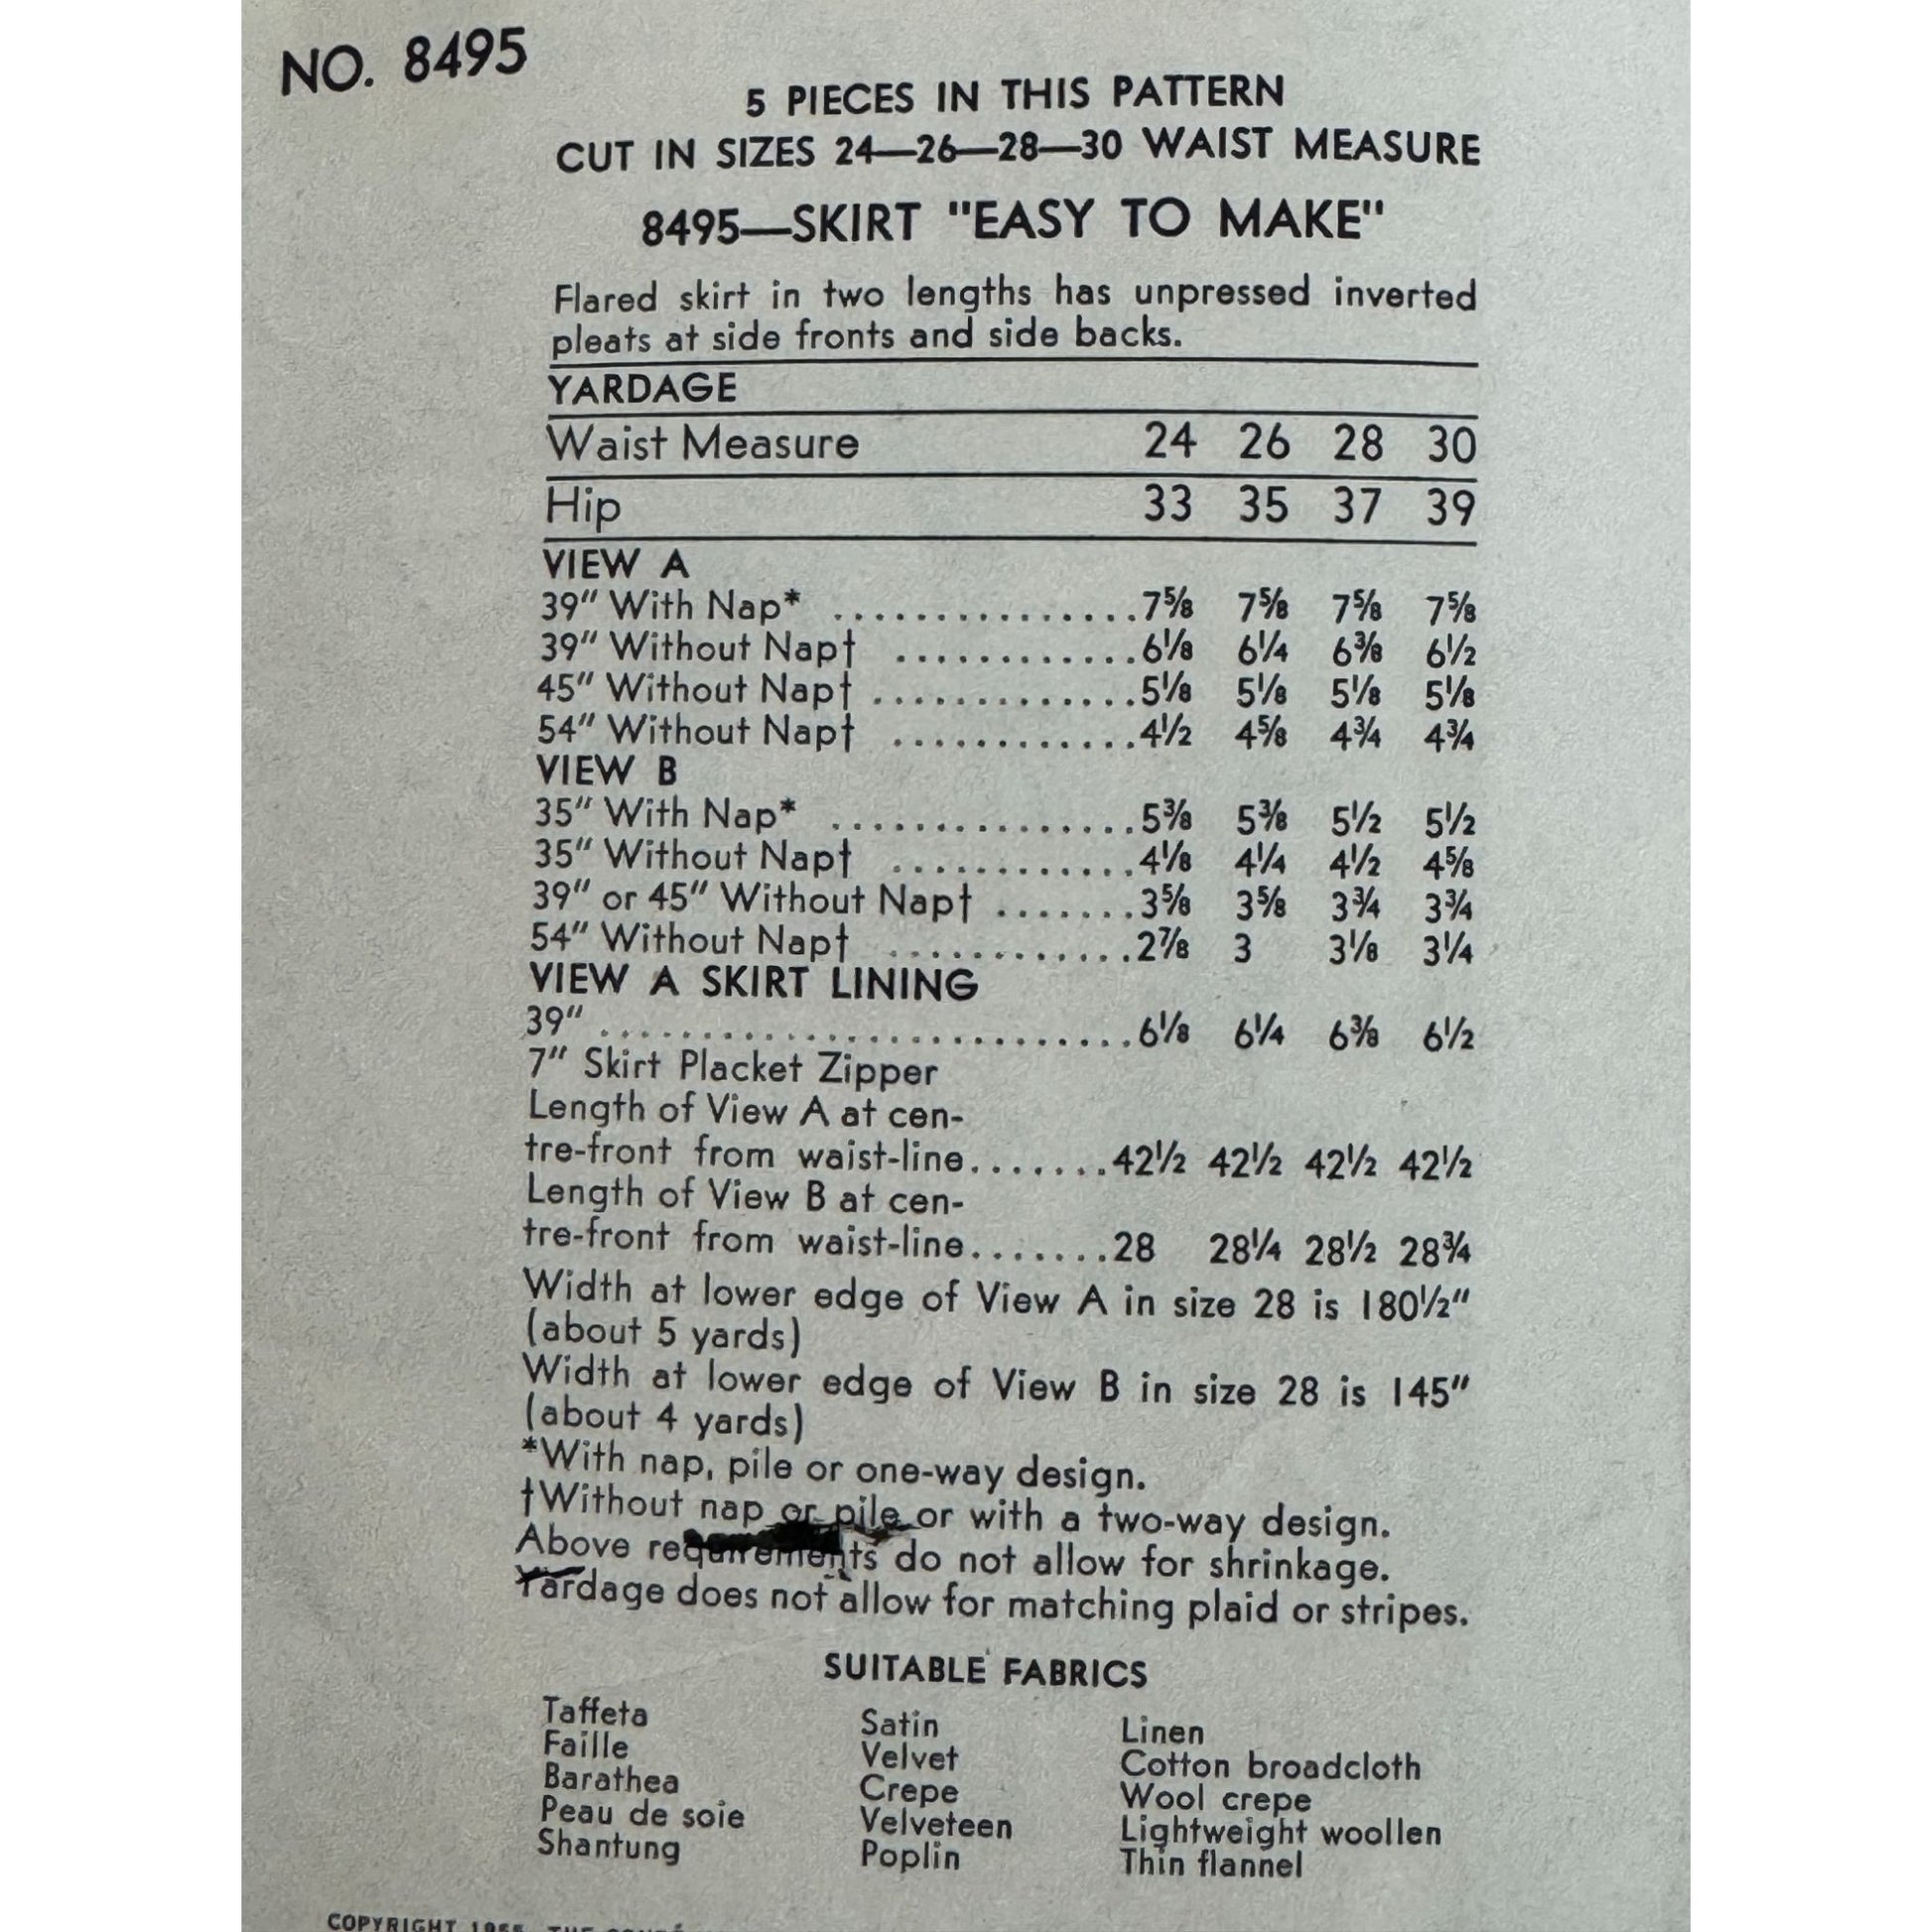 NO. 8495
5 PIECES IN THIS PATTERN
CUT IN SIZES 24—26—28—30 WAIST MEASURE
8495—SKIRT "EASY TO MAKE"
Flared skirt in two lengths has unpressed inverted
pleats at side fronts and side backs.
YARDAGE
Waist Measure 24 26 28 30
Hip 33 35 37 39
VIEW A
39" With Nap* ...............7⅝ 7⅝ 7⅝ 7⅝
39" Without Nap† ............6⅛ 6¼ 6⅜ 6½
45" Without Nap† .............5⅛ 5⅛ 5⅛ 5⅛
54" Without Nap† ............4½ 4⅝ 4¾ 4¾
VIEW B
35" With Nap* ...............5⅜ 5⅜ 5½ 5½
35" Without Nap† ............4⅛ 4¼ 4½ 4⅝
39" or 45" Without Nap† .......3⅝ 3⅝ 3¾ 3¾
54" Without Nap† ............2⅞ 3 3⅛ 3¼
VIEW A SKIRT LINING
39" ..........................6⅛ 6¼ 6⅜ 6½
7" Skirt Placket Zipper
Length of View A at cen-
tre-front from waist-line.......42½ 42½ 42½ 42½
Length of View B at cen-
tre-front from waist-line.......28 28¼ 28½ 28¾
Width at lower edge of View A in size 28 is 180½"
(about 5 yards)
Width at lower edge of View B in size 28 is 145"
(about 4 yards)
*With nap, pile or one-way design.
†Without nap or pile or with a two-way design.
Above requirements do not allow for shrinkage.
Yardage does not allow for matching plaid or stripes.
SUITABLE FABRICS
Taffeta Satin Linen
Faille Velvet Cotton broadcloth
Barathea Crepe Wool crepe
Peau de soie Velveteen Lightweight woollen
Shantung Poplin Thin flannel
COPYRIGHT